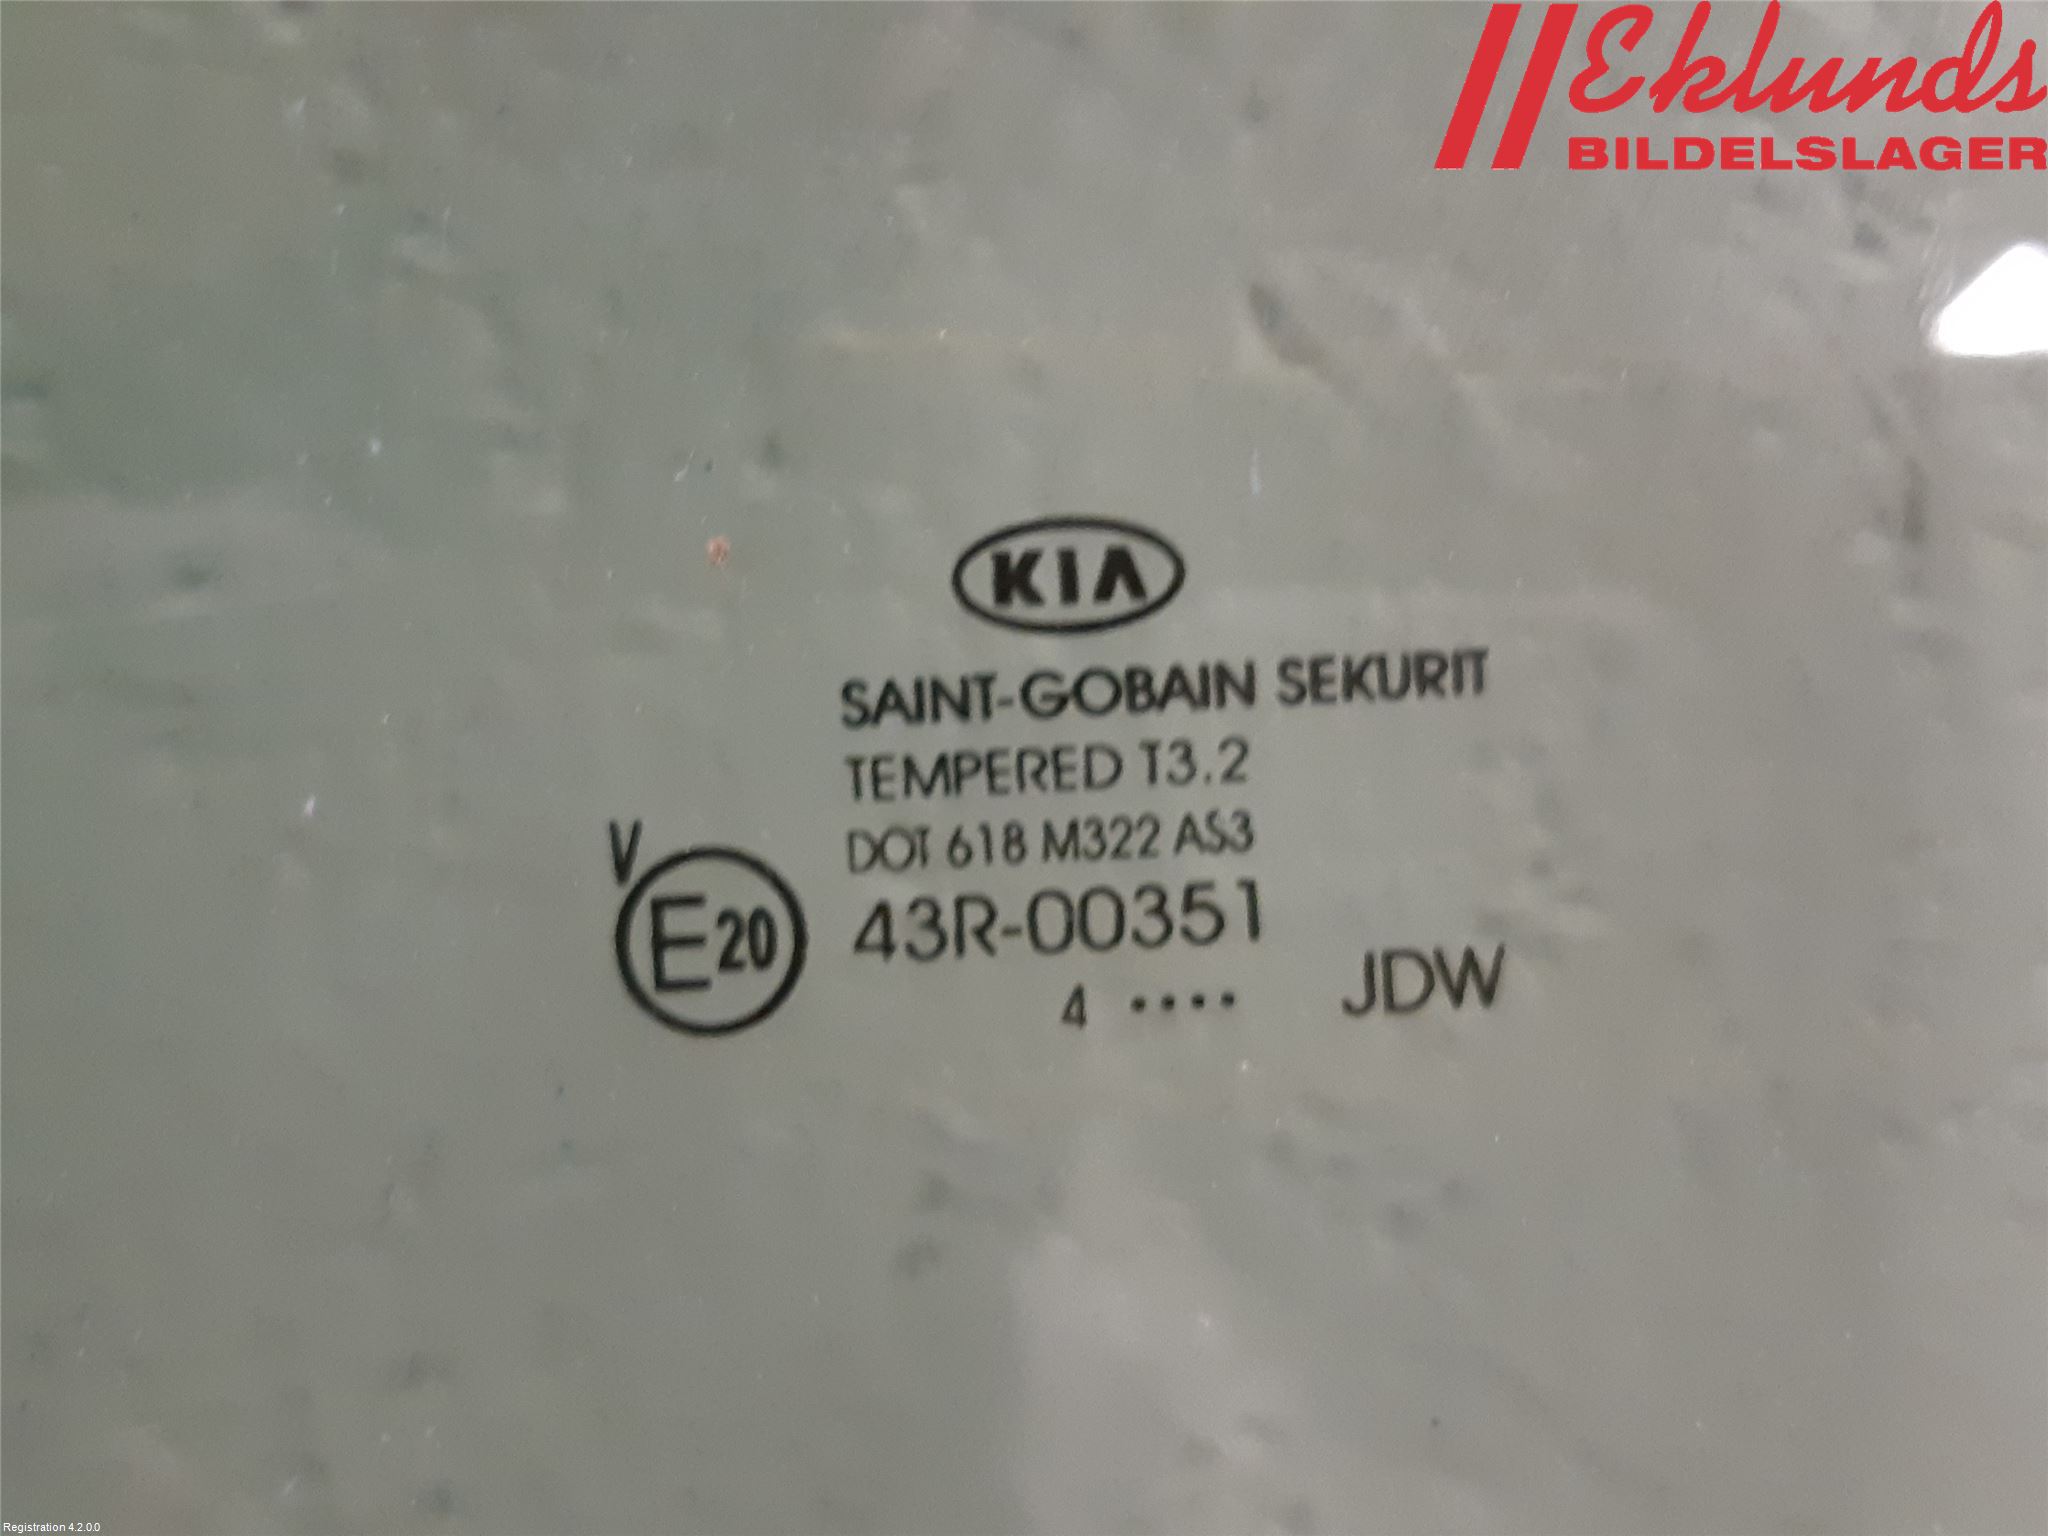 Eklunds
BILDELSLAGER
KIA
SAINT-GOBAIN SEKURIT
TEMPERED T3.2
DOT 618 M322 AS3
V
E20
43R-00351
4 ····
JDW
Registration 4.2.0.0